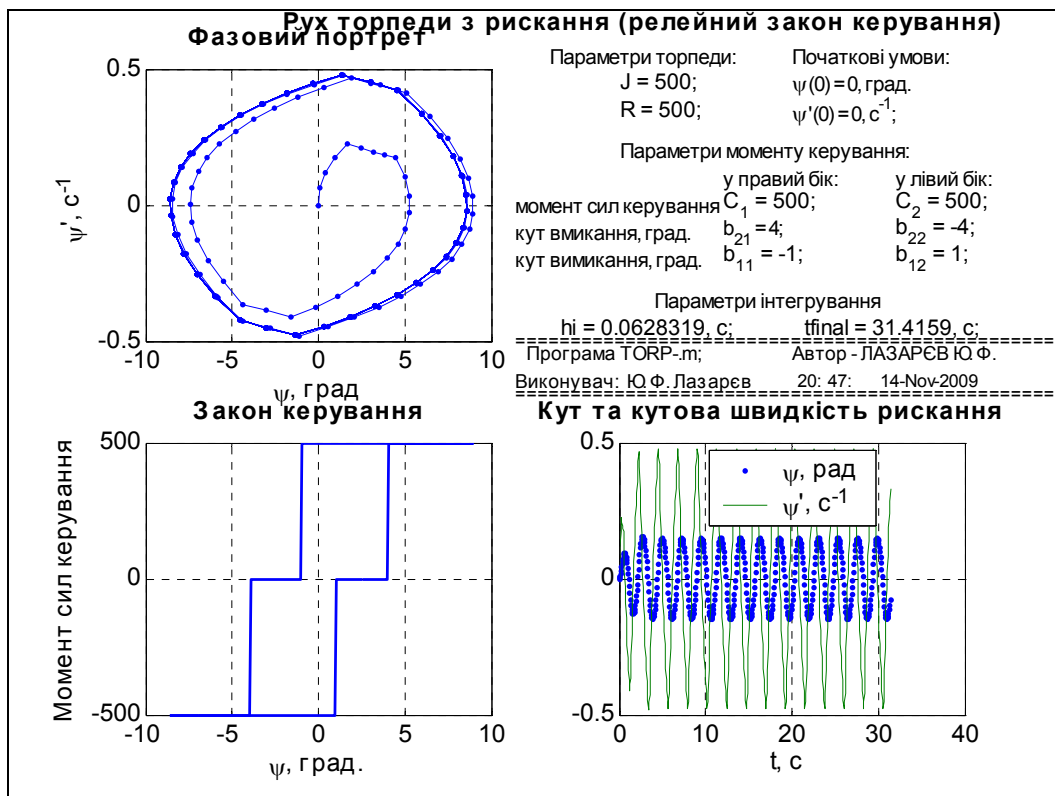 Рух торпеди з рискання (релейний закон керування)
Фазовий портрет
0.5
0
-0.5
-10
-5
0
5
10
ψ', с-1
ψ, град
Параметри торпеди:
J = 500;
R = 500;
Початкові умови:
ψ(0) = 0, град.
ψ'(0) = 0, с-1;
Параметри моменту керування:
у правий бік:
у лівий бік:
момент сил керування C1 = 500; C2 = 500;
кут вмикання, град. b21 =4; b22 = -4;
кут вимикання, град. b11 = -1; b12 = 1;
Параметри інтегрування
hi = 0.0628319, с; tfinal = 31.4159, с;
Програма TORP-.m; Автор - ЛАЗАРЄВ Ю.Ф.
Виконувач: Ю.Ф. Лазарєв 20: 47: 14-Nov-2009
Закон керування
500
0
-500
-10
-5
0
5
10
Момент сил керування
ψ, град.
Кут та кутова швидкість рискання
0.5
0
-0.5
0
10
20
30
40
ψ, рад
ψ', с-1
t, с